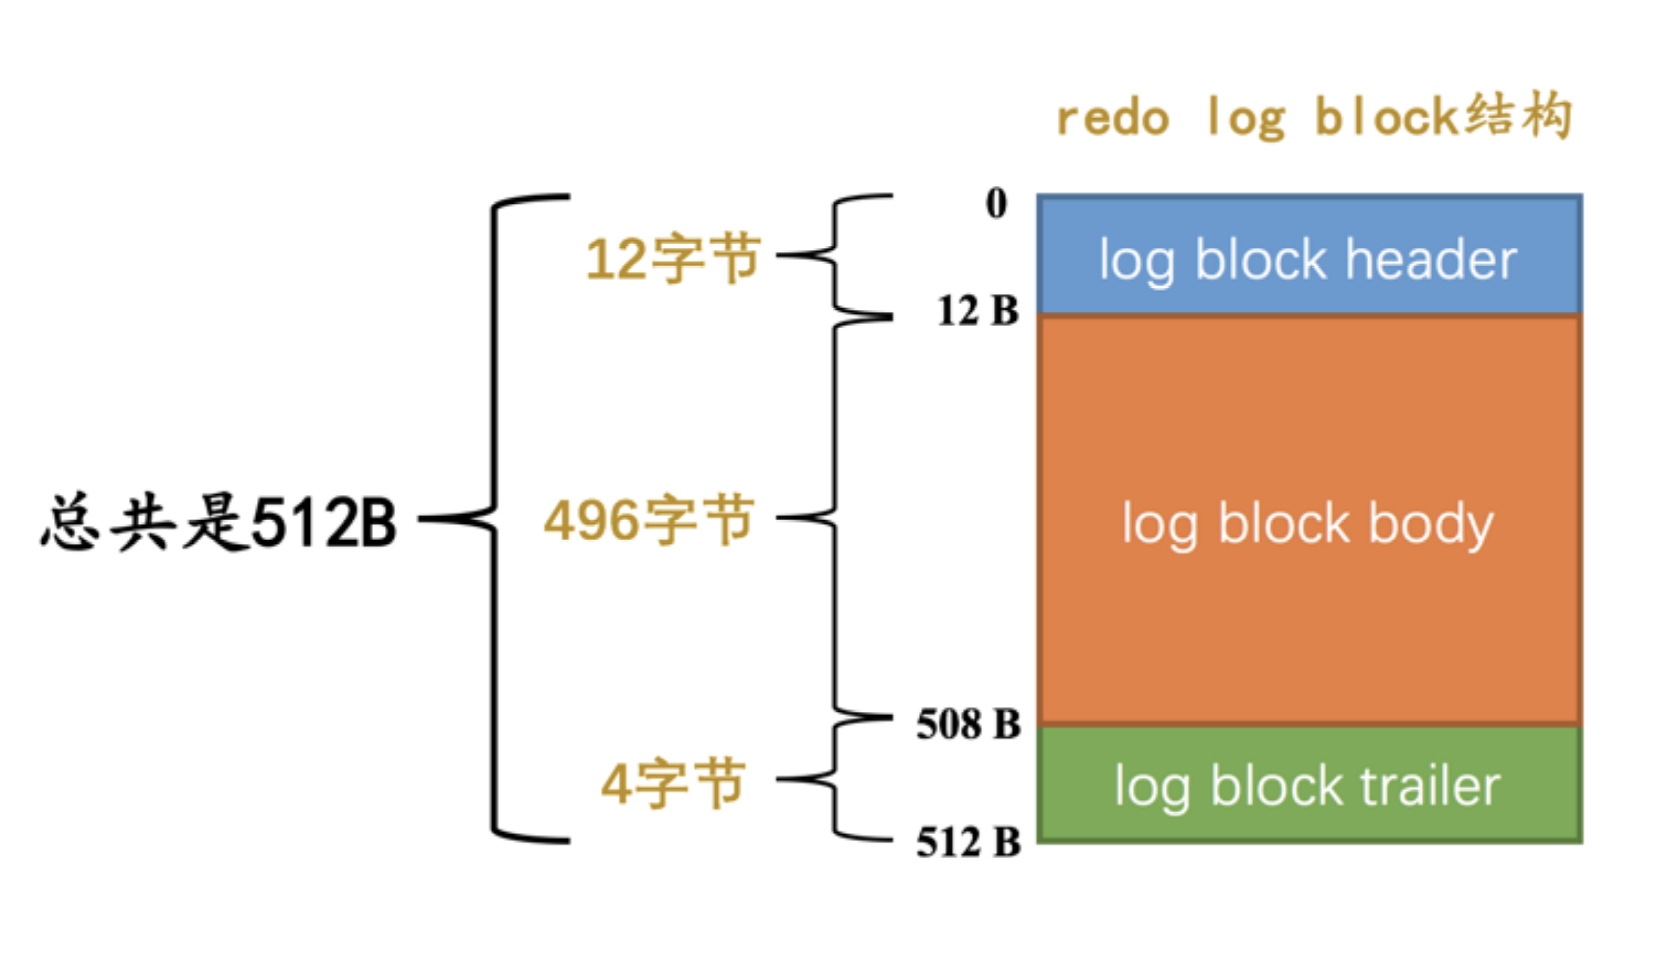 redo log block结构
0
12字节
log block header
12 B
总共是512B
496字节
log block body
508 B
4字节
log block trailer
512 B